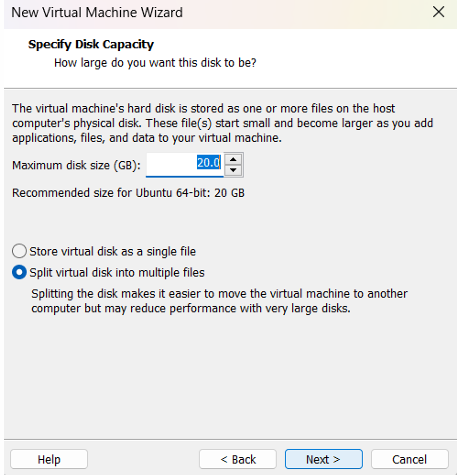 New Virtual Machine Wizard
Specify Disk Capacity
How large do you want this disk to be?
The virtual machine's hard disk is stored as one or more files on the host
computer's physical disk. These file(s) start small and become larger as you add
applications, files, and data to your virtual machine.
Maximum disk size (GB): 20.0
Recommended size for Ubuntu 64-bit: 20 GB
Store virtual disk as a single file
Split virtual disk into multiple files
Splitting the disk makes it easier to move the virtual machine to another
computer but may reduce performance with very large disks.
Help < Back Next > Cancel